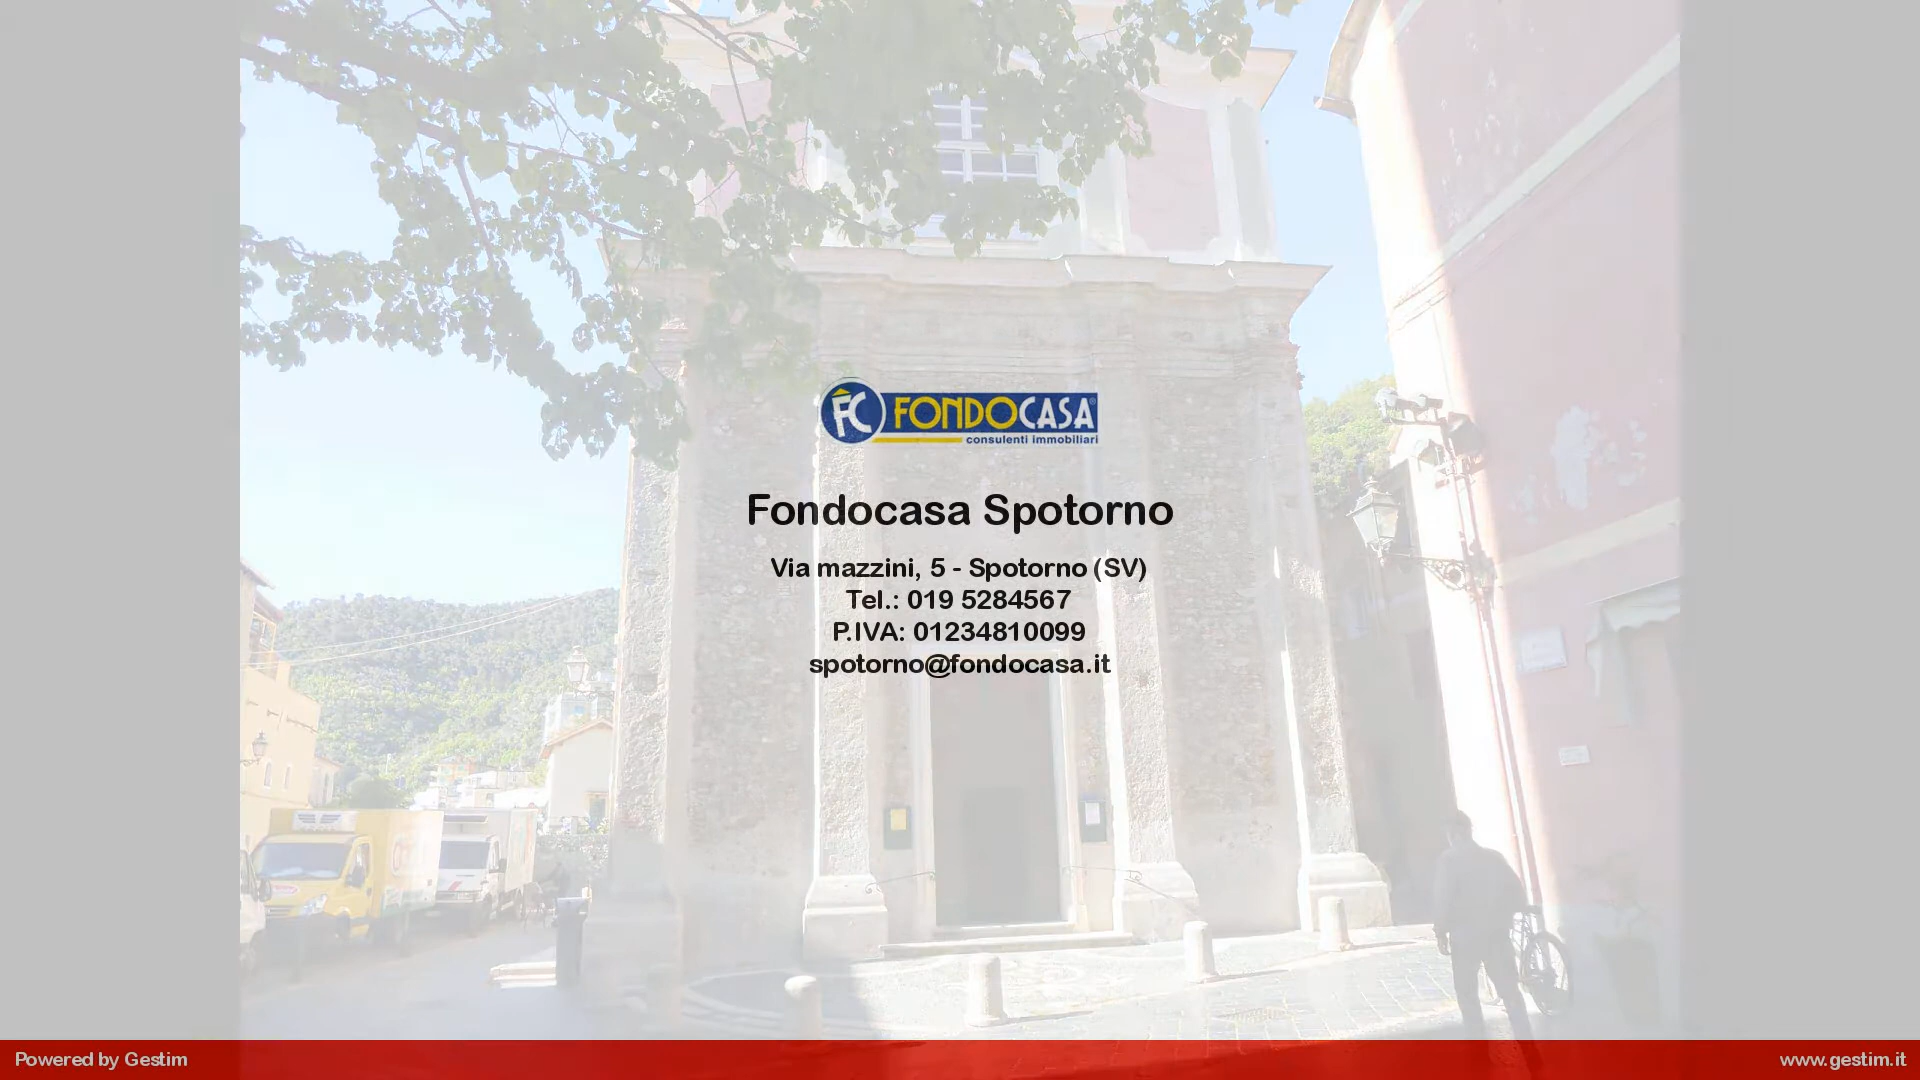 FC FONDOCASA®
consulenti immobiliari
Fondocasa Spotorno
Via mazzini, 5 - Spotorno (SV)
Tel.: 019 5284567
P.IVA: 01234810099
spotorno@fondocasa.it
Powered by Gestim
www.gestim.it